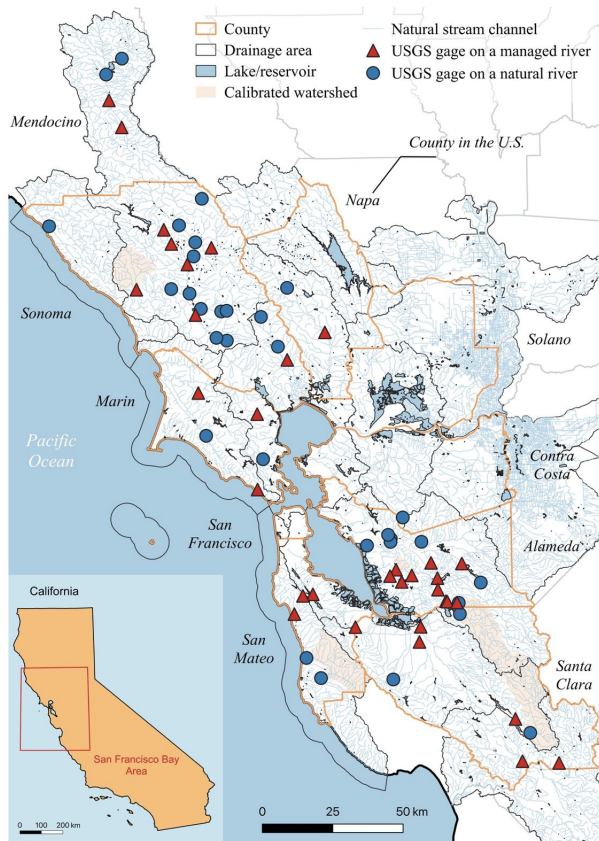 County
Drainage area
Lake/reservoir
Calibrated watershed
Natural stream channel
USGS gage on a managed river
USGS gage on a natural river
Mendocino
County in the U.S.
Napa
Sonoma
Solano
Marin
Pacific
Ocean
Contra
Costa
San
Francisco
Alameda
San
Mateo
Santa
Clara
California
San Francisco Bay
Area
0 100 200 km
0 25 50 km